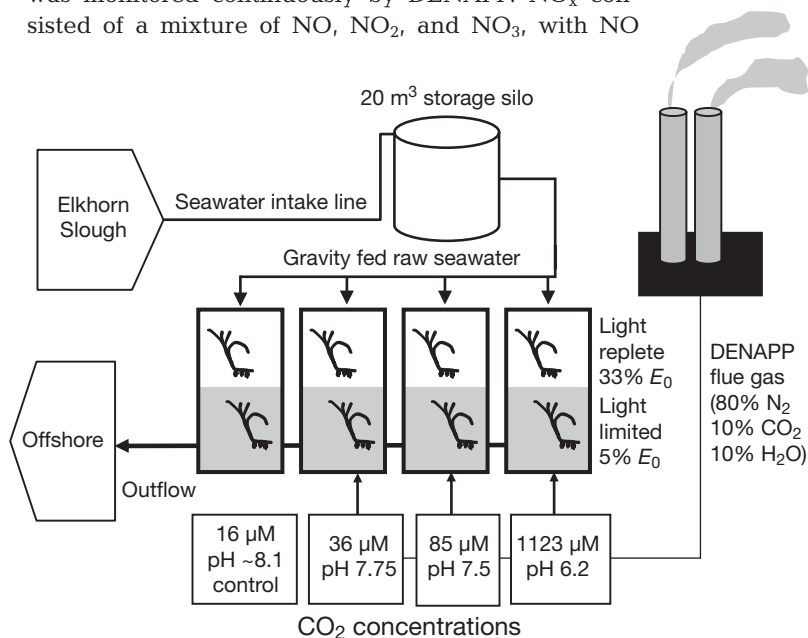 was monitored continuously by DENAPP. NOx con-
sisted of a mixture of NO, NO2, and NO3, with NO
20 m3 storage silo
Elkhorn
Slough
Seawater intake line
Gravity fed raw seawater
Light
replete
33% E0
Light
limited
5% E0
DENAPP
flue gas
(80% N2
10% CO2
10% H2O)
Offshore
Outflow
16 µM
pH ~8.1
control
36 µM
pH 7.75
85 µM
pH 7.5
1123 µM
pH 6.2
CO2 concentrations